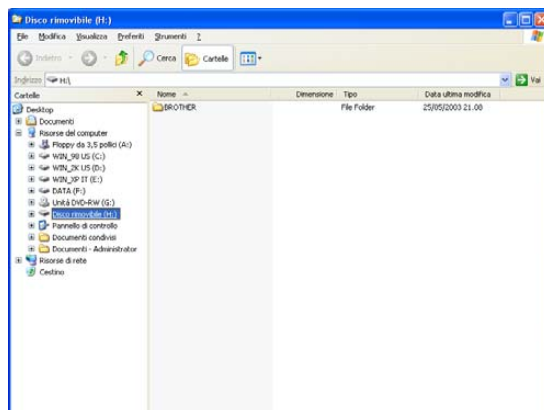 Disco rimovibile (H:)
File Modifica Visualizza Preferiti Strumenti ?
Indietro Cerca Cartelle
Indirizzo H:\ Vai
Cartelle
Nome Dimensione Tipo Data ultima modifica
BROTHER File Folder 25/05/2003 21.08
Desktop
Documenti
Risorse del computer
Floppy da 3,5 pollici (A:)
WIN_98 US (C:)
WIN_2K US (D:)
WIN_XP IT (E:)
DATA (F:)
Unità DVD-RW (G:)
Disco rimovibile (H:)
Pannello di controllo
Documenti condivisi
Documenti - Administrator
Risorse di rete
Cestino